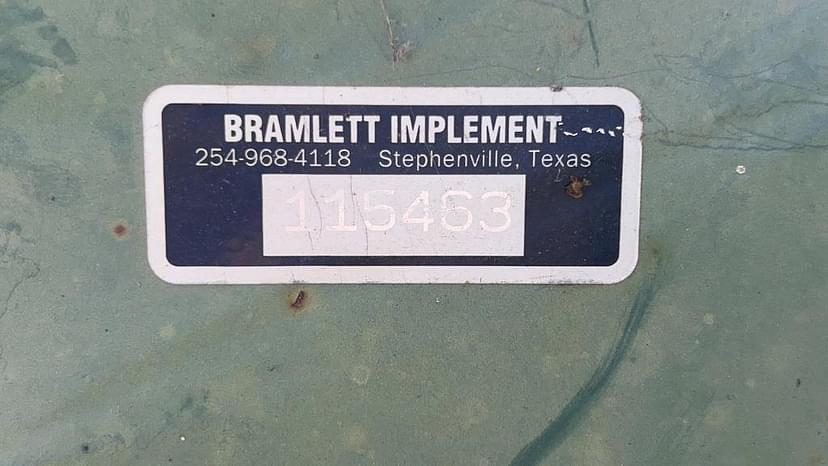 BRAMLETT IMPLEMENT
254-968-4118 Stephenville, Texas
115463